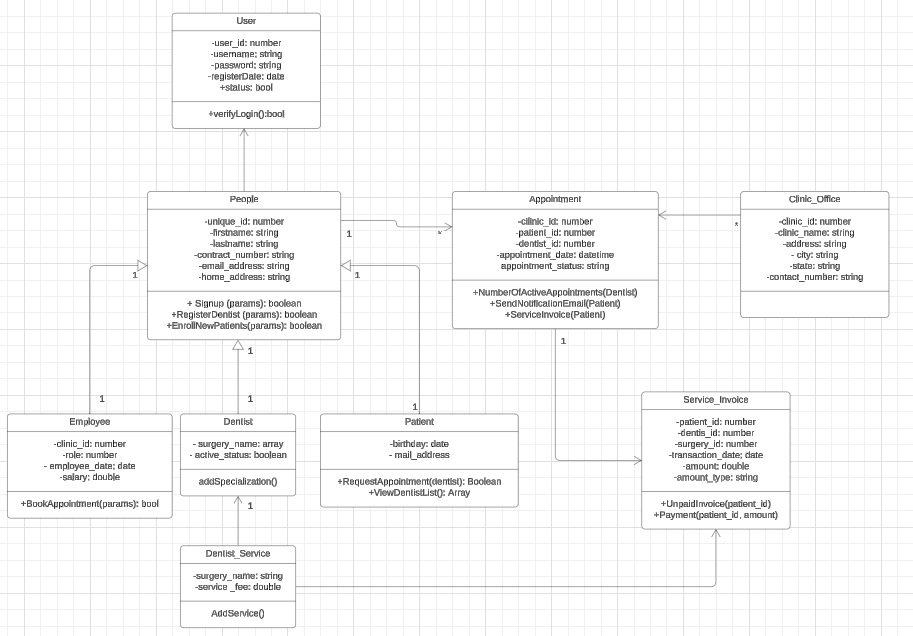 User
-user_id: number
-username; string
-password; string
-registerDate; date
+status: bool
+verifyLogin():bool
People
-unique_id: number
-firstname; string
-lastname; string
-contract_number; string
-email_address; string
-home_address; string
+ Signup (params): boolean
+RegisterDentist (params): boolean
+EnrollNewPatients(params): boolean
1
*
1
1
Appointment
-cilinic_id: number
-patient_id: number
-dentist_id: number
-appointment_date: datetime
appointment_status: string
+NumberOfActiveAppointments(Dentist)
+SendNotificationEmail(Patient)
+ServiceInvoice(Patient)
*
1
Clinic_Office
-clinic_id: number
-clinic_name; string
-address; string
- city: string
-state: string
-contact_number; string
1
1
1
1
Employee
-clinic_id: number
-role: number
- employee_date; date
-salary; double
+BookAppointment(params): bool
Dentist
- surgery_name: array
- active_status: boolean
addSpecialization()
1
Patient
-birthday: date
- mail_address
+RequestAppointment(dentist): Boolean
+ViewDentistList(): Array
Service_Invoice
-patient_id: number
-dentis_id: number
-surgery_id: number
-transaction_date; date
-amount; double
-amount_type: string
+UnpaidInvoice(patient_id)
+Payment(patient_id, amount)
Dentist_Service
-surgery_name: string
-service _fee; double
AddService()